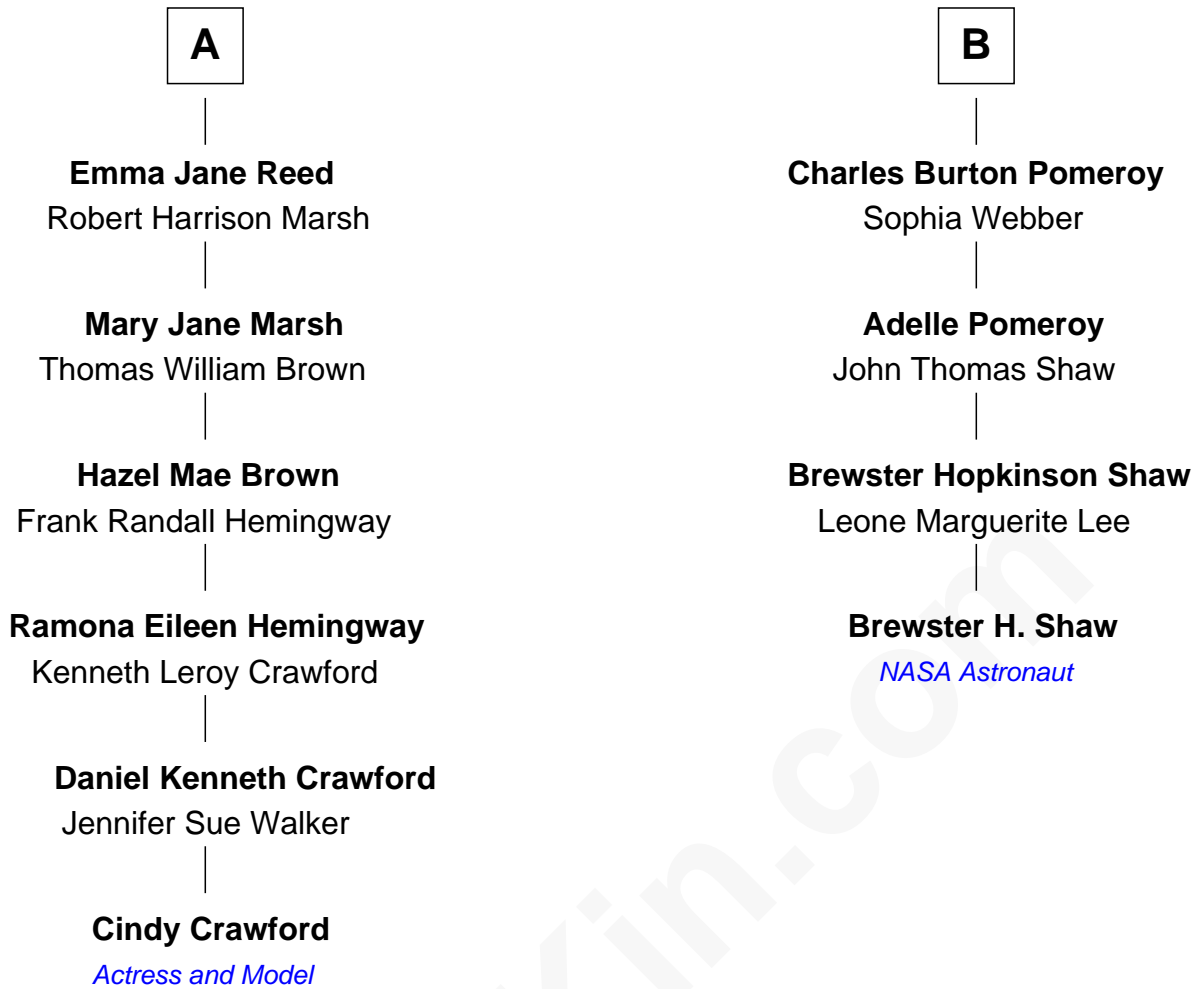 A
Emma Jane Reed
Robert Harrison Marsh
Mary Jane Marsh
Thomas William Brown
Hazel Mae Brown
Frank Randall Hemingway
Ramona Eileen Hemingway
Kenneth Leroy Crawford
Daniel Kenneth Crawford
Jennifer Sue Walker
Cindy Crawford
Actress and Model
B
Charles Burton Pomeroy
Sophia Webber
Adelle Pomeroy
John Thomas Shaw
Brewster Hopkinson Shaw
Leone Marguerite Lee
Brewster H. Shaw
NASA Astronaut